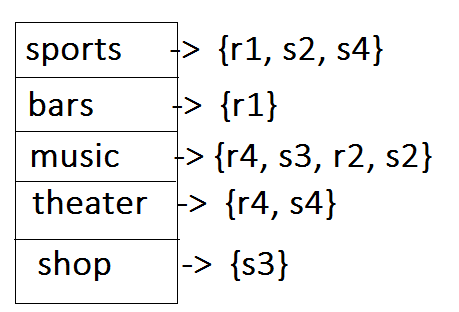 sports -> {r1, s2, s4}
bars -> {r1}
music -> {r4, s3, r2, s2}
theater -> {r4, s4}
shop -> {s3}